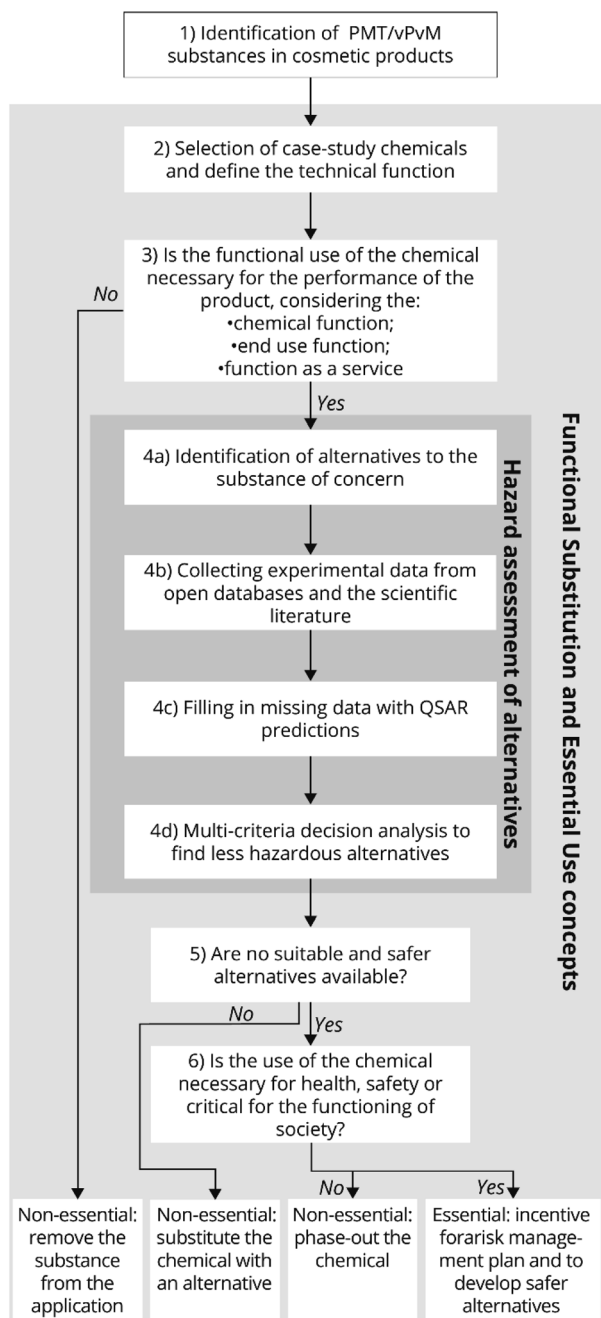 1) Identification of PMT/vPvM
substances in cosmetic products
2) Selection of case-study chemicals
and define the technical function
3) Is the functional use of the chemical
necessary for the performance of the
product, considering the:
•chemical function;
•end use function;
•function as a service
No
Yes
4a) Identification of alternatives to the
substance of concern
4b) Collecting experimental data from
open databases and the scientific
literature
4c) Filling in missing data with QSAR
predictions
4d) Multi-criteria decision analysis to
find less hazardous alternatives
Hazard assessment of alternatives
Functional Substitution and Essential Use concepts
5) Are no suitable and safer
alternatives available?
No
Yes
6) Is the use of the chemical
necessary for health, safety or
critical for the functioning of
society?
No
Yes
Non-essential:
remove the
substance
from the
application
Non-essential:
substitute the
chemical with
an alternative
Non-essential:
phase-out the
chemical
Essential: incentive
forarisk manage-
ment plan and to
develop safer
alternatives